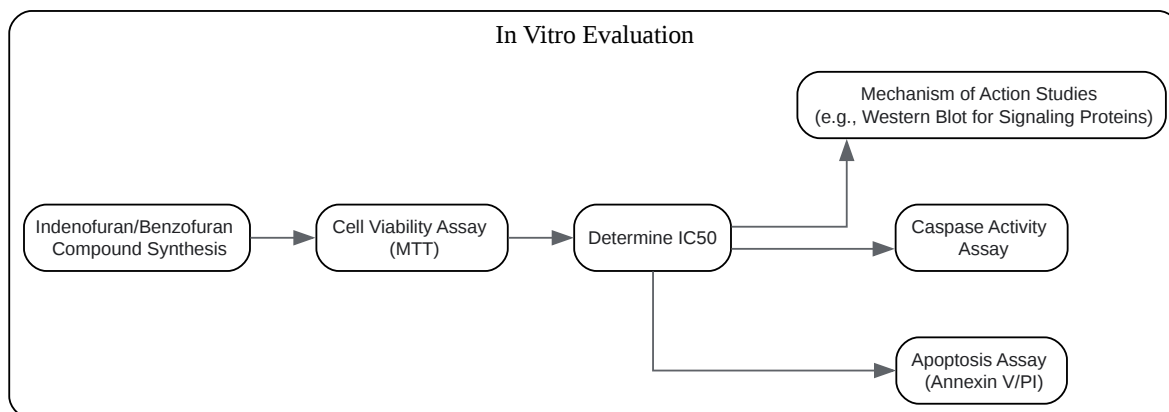 In Vitro Evaluation
Mechanism of Action Studies
(e.g., Western Blot for Signaling Proteins)
Indenofuran/Benzofuran
Compound Synthesis
Cell Viability Assay
(MTT)
Determine IC50
Caspase Activity
Assay
Apoptosis Assay
(Annexin V/PI)